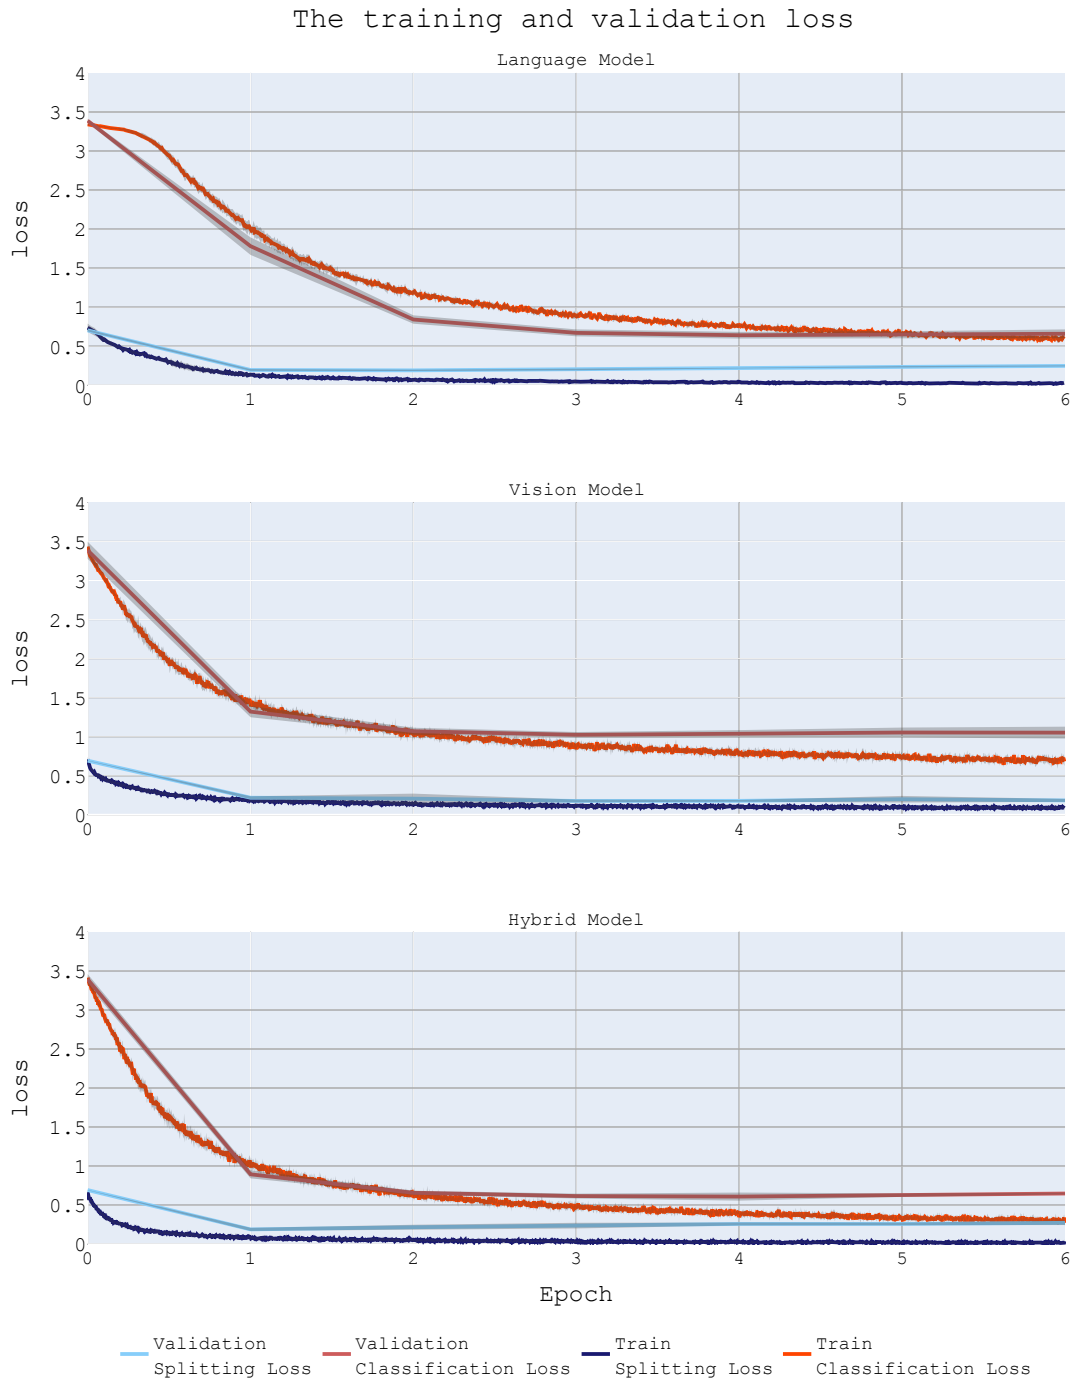 The training and validation loss
Language Model
4
3.5
3
2.5
2
1.5
1
0.5
0
loss
0 1 2 3 4 5 6
Vision Model
4
3.5
3
2.5
2
1.5
1
0.5
0
loss
0 1 2 3 4 5 6
Hybrid Model
4
3.5
3
2.5
2
1.5
1
0.5
0
loss
0 1 2 3 4 5 6
Epoch
Validation
Splitting Loss
Validation
Classification Loss
Train
Splitting Loss
Train
Classification Loss